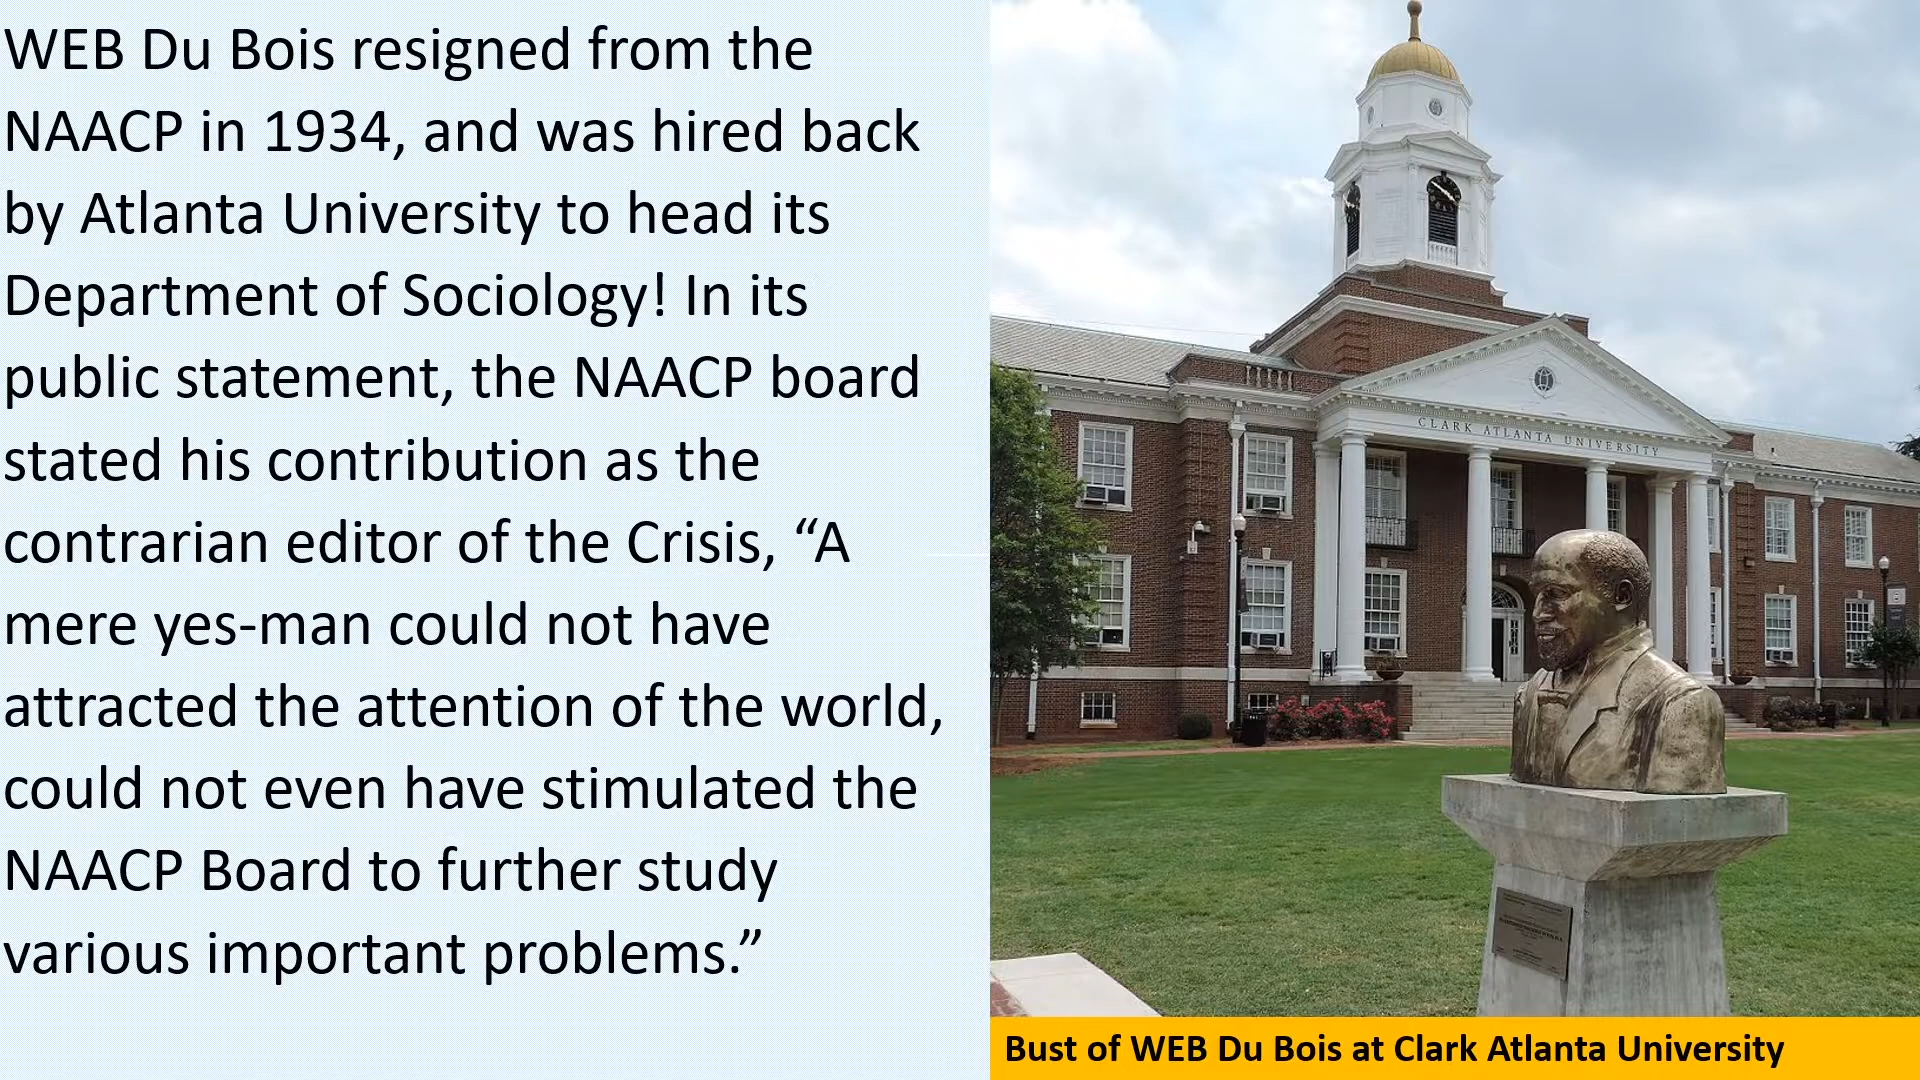 WEB Du Bois resigned from the
NAACP in 1934, and was hired back
by Atlanta University to head its
Department of Sociology! In its
public statement, the NAACP board
stated his contribution as the
contrarian editor of the Crisis, “A
mere yes-man could not have
attracted the attention of the world,
could not even have stimulated the
NAACP Board to further study
various important problems.”
CLARK ATLANTA UNIVERSITY
Bust of WEB Du Bois at Clark Atlanta University